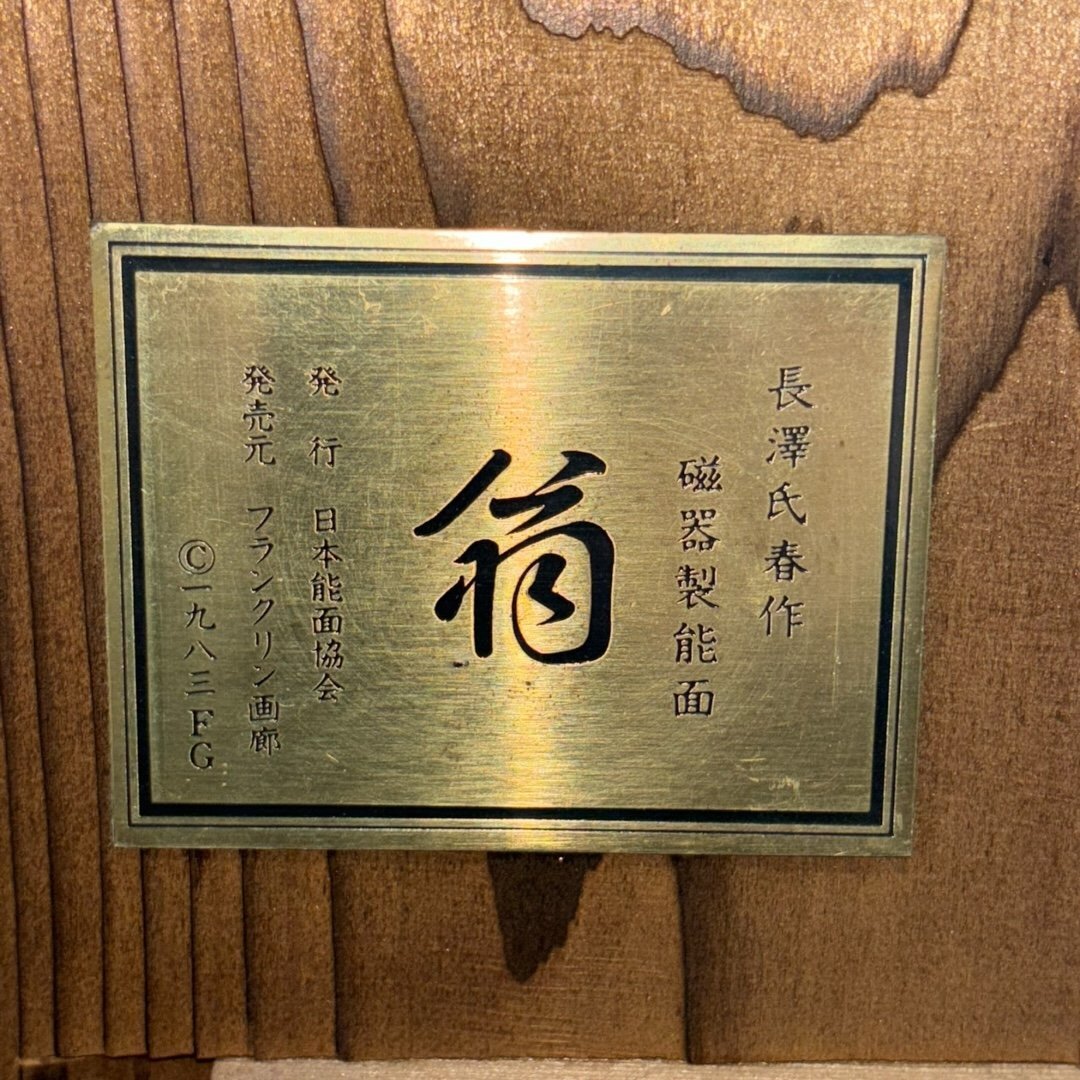 長澤氏春作
磁器製能面
翁
発行 日本能面協会
発売元 フランクリン画廊
©一九八三FG